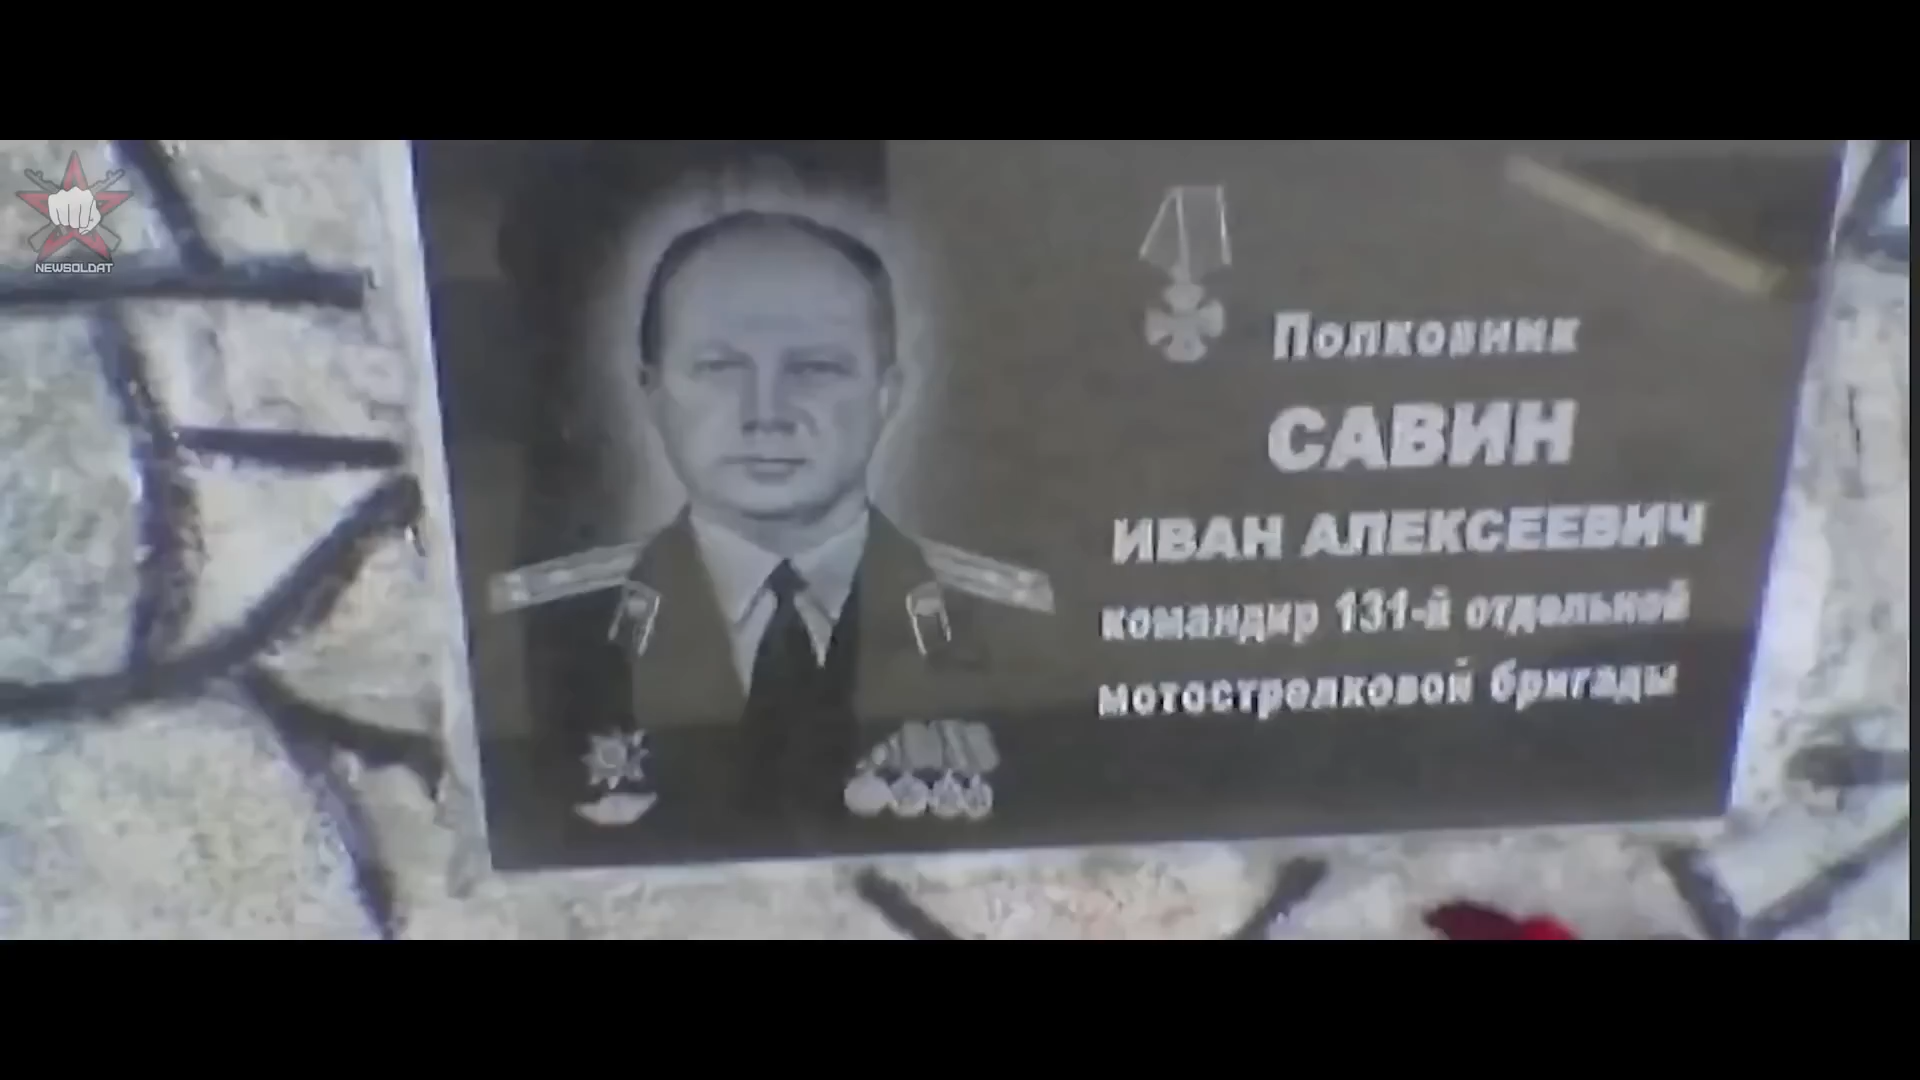 NEWSOLDAT
Полковник
САВИН
ИВАН АЛЕКСЕЕВИЧ
командир 131-й отдельной
мотострелковой бригады